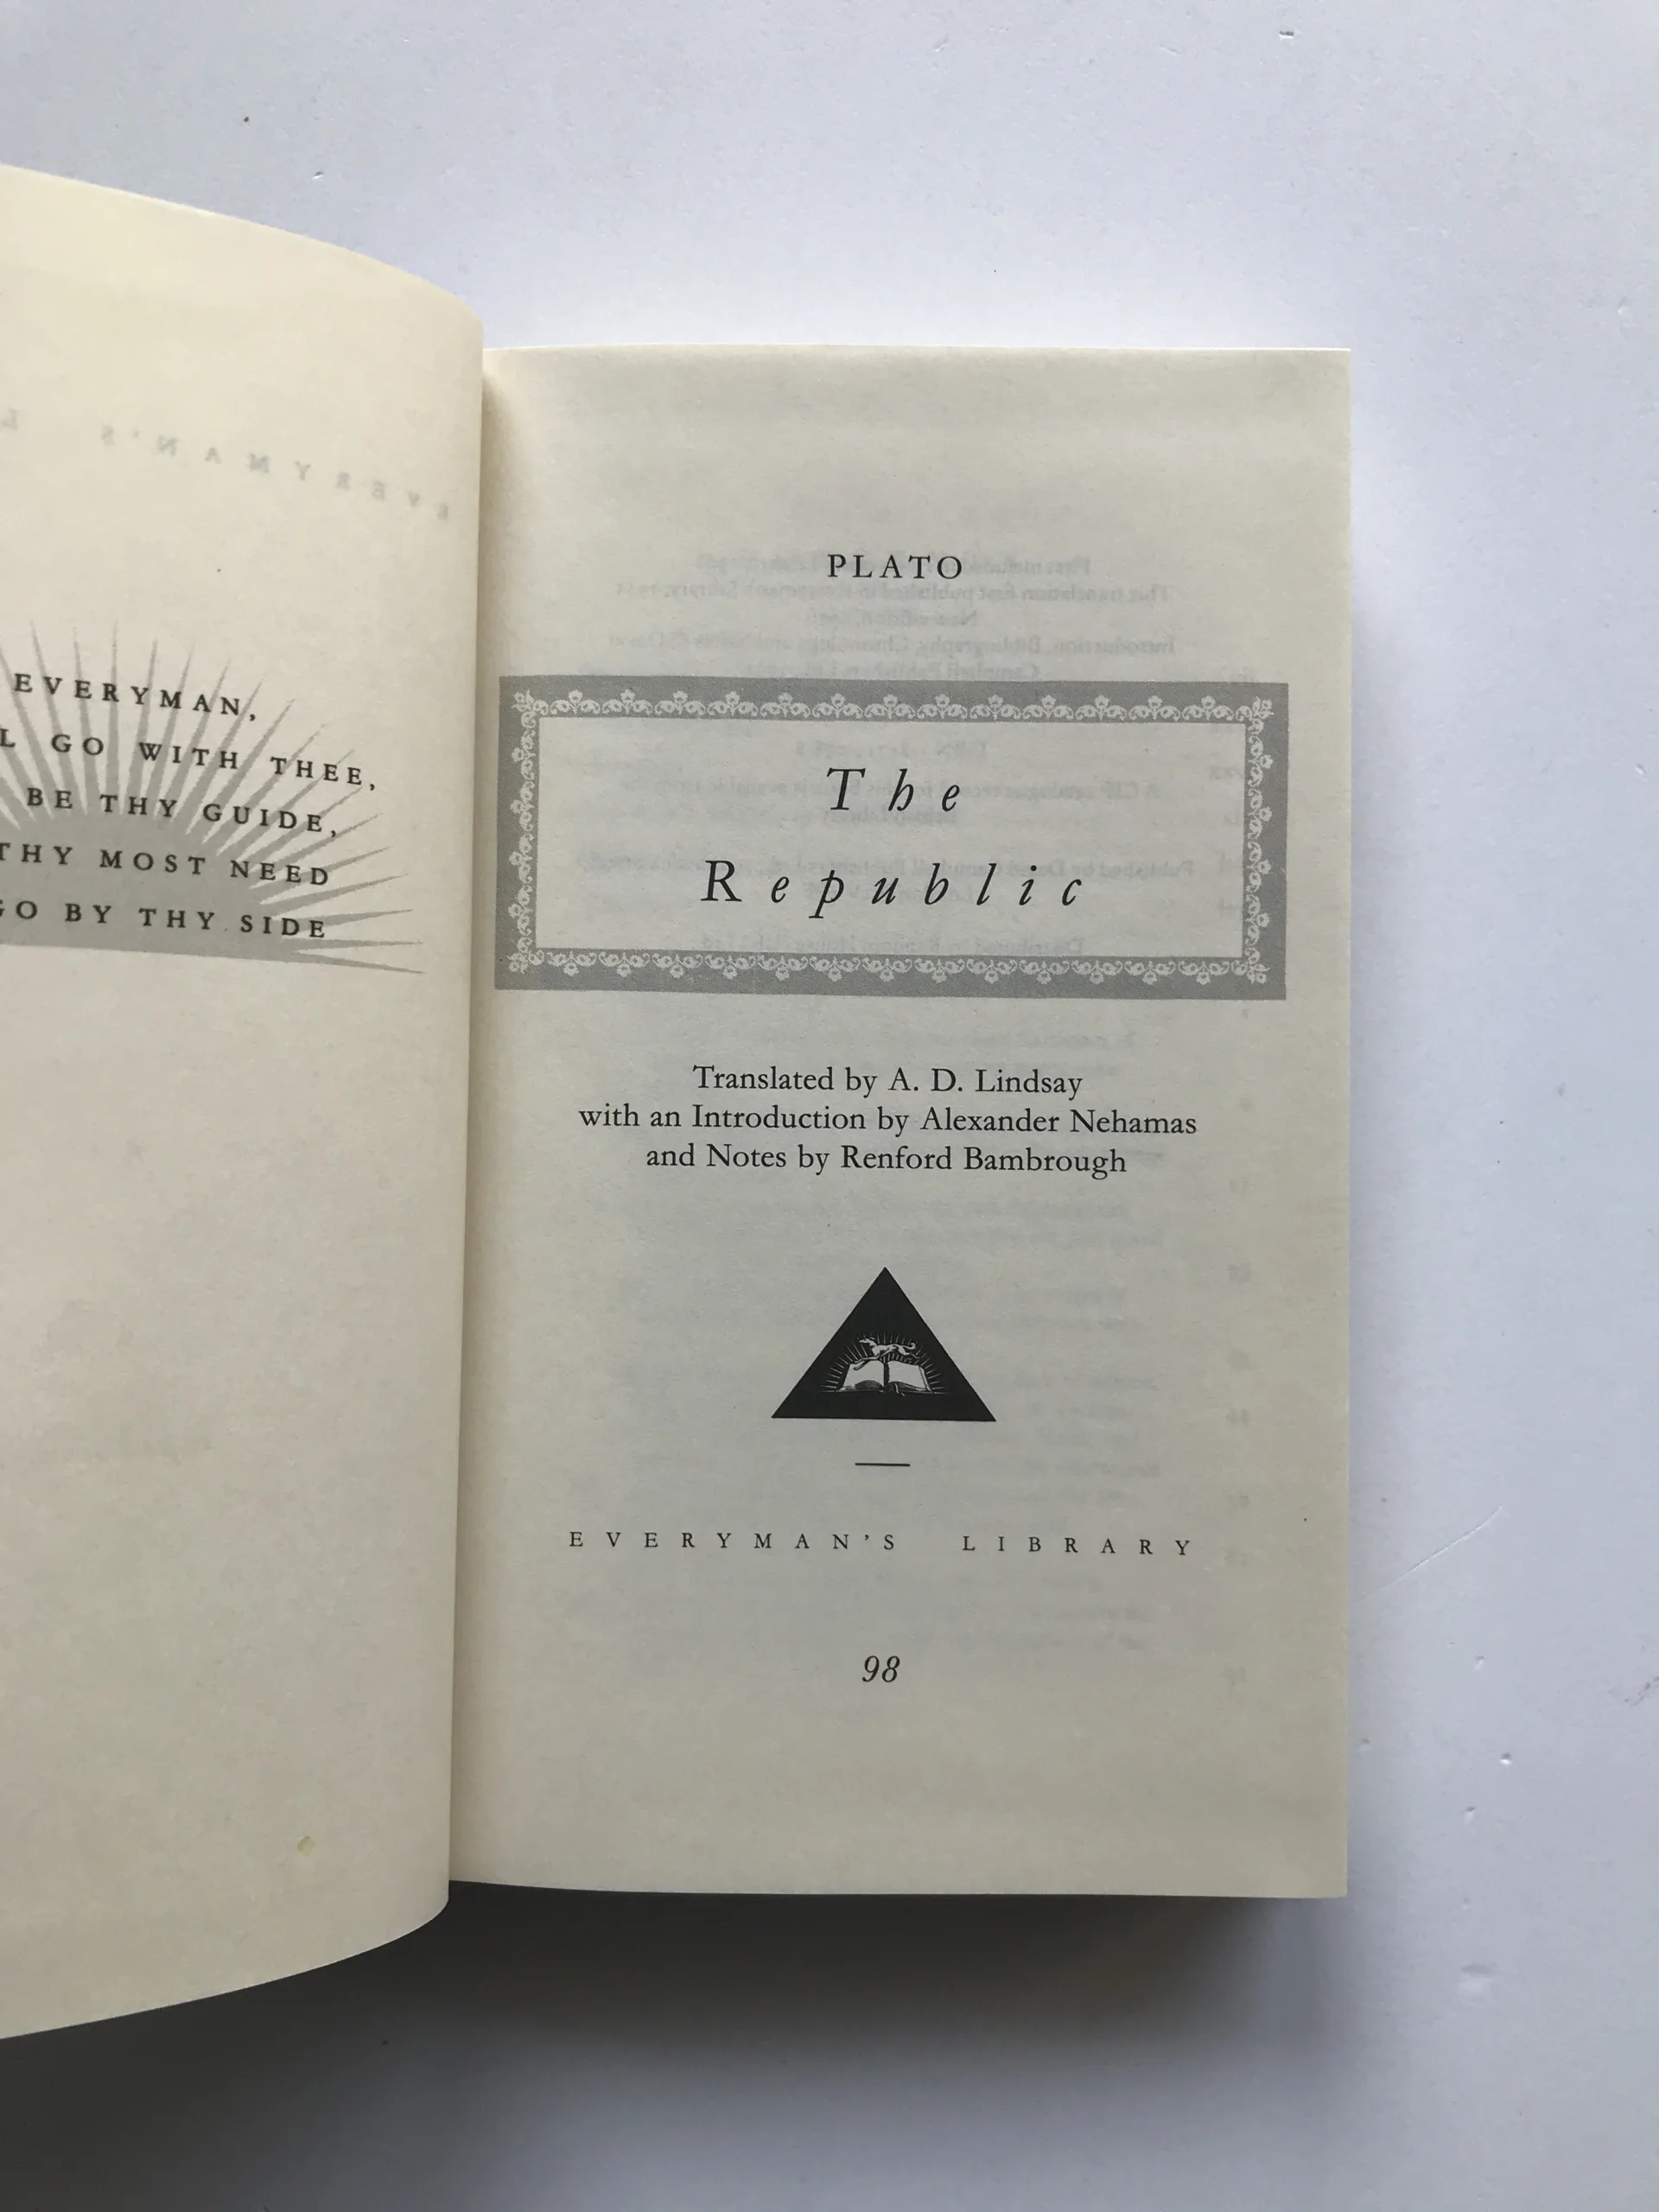 EVERYMAN,
GO WITH THEE,
BE THY GUIDE,
THY MOST NEED
GO BY THY SIDE
PLATO
The
Republic
Translated by A. D. Lindsay
with an Introduction by Alexander Nehamas
and Notes by Renford Bambrough
EVERYMAN'S LIBRARY
98